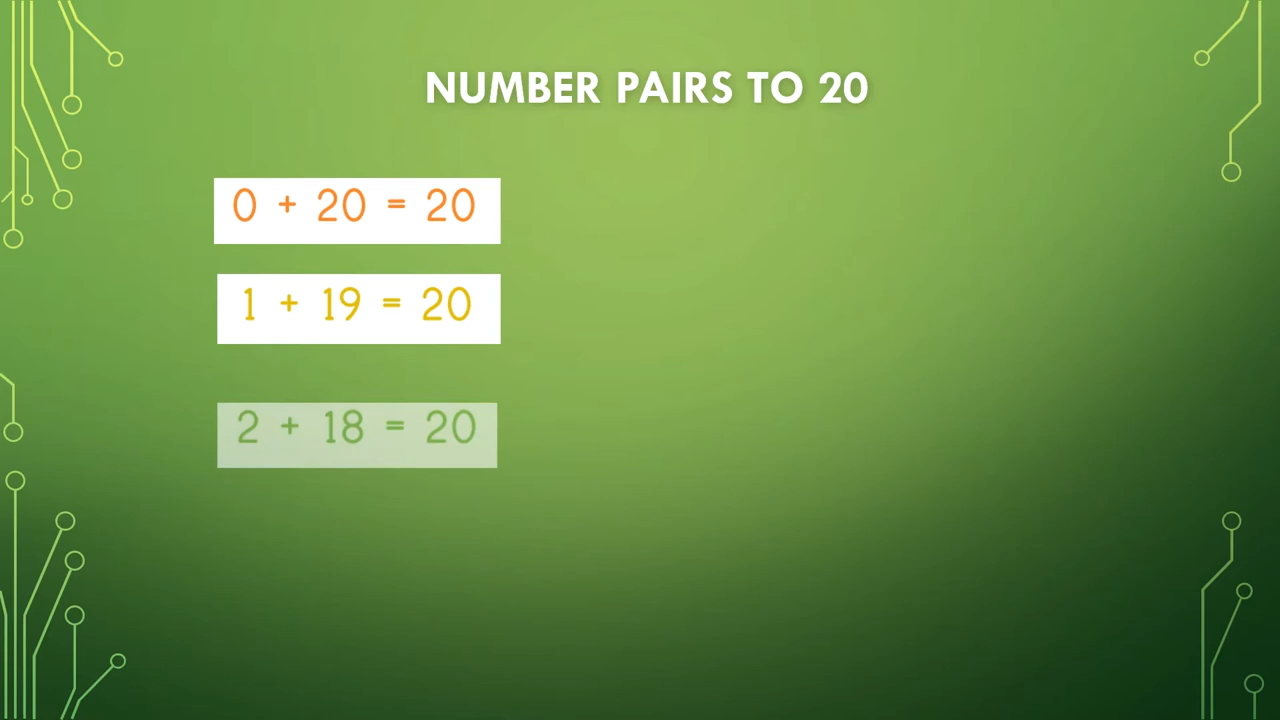 NUMBER PAIRS TO 20
0 + 20 = 20
1 + 19 = 20
2 + 18 = 20